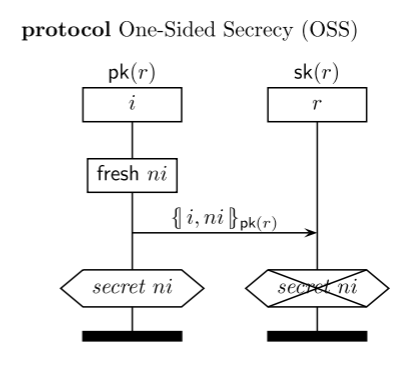 protocol One-Sided Secrecy (OSS)
pk(r) sk(r)
i r
fresh ni
{| i, ni |}pk(r)
secret ni secret ni